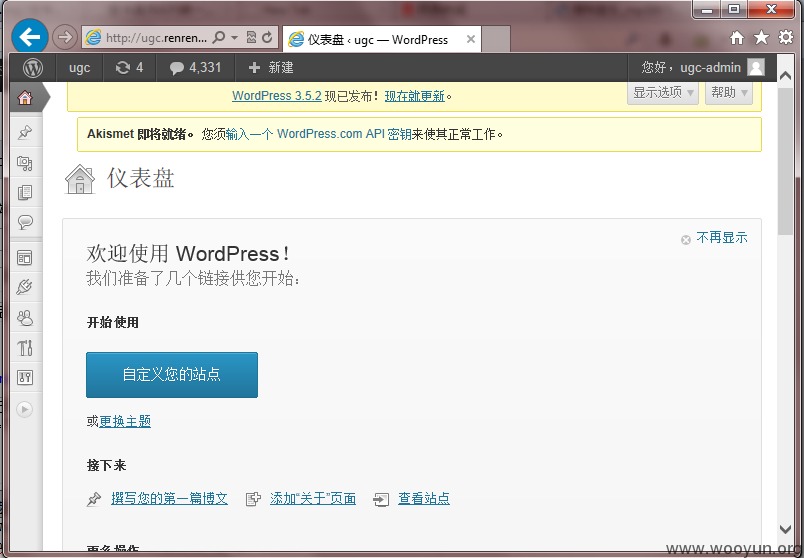 http://ugc.renren...
仪表盘 ‹ ugc — WordPress
ugc 4 4,331 新建 您好，ugc-admin
WordPress 3.5.2 现已发布！现在就更新。
显示选项 帮助
Akismet 即将就绪。 您须输入一个 WordPress.com API 密钥来使其正常工作。
仪表盘
不再显示
欢迎使用 WordPress！
我们准备了几个链接供您开始：
开始使用
自定义您的站点
或更换主题
接下来
撰写您的第一篇博文 添加“关于”页面 查看站点
更多操作
www.wooyun.org